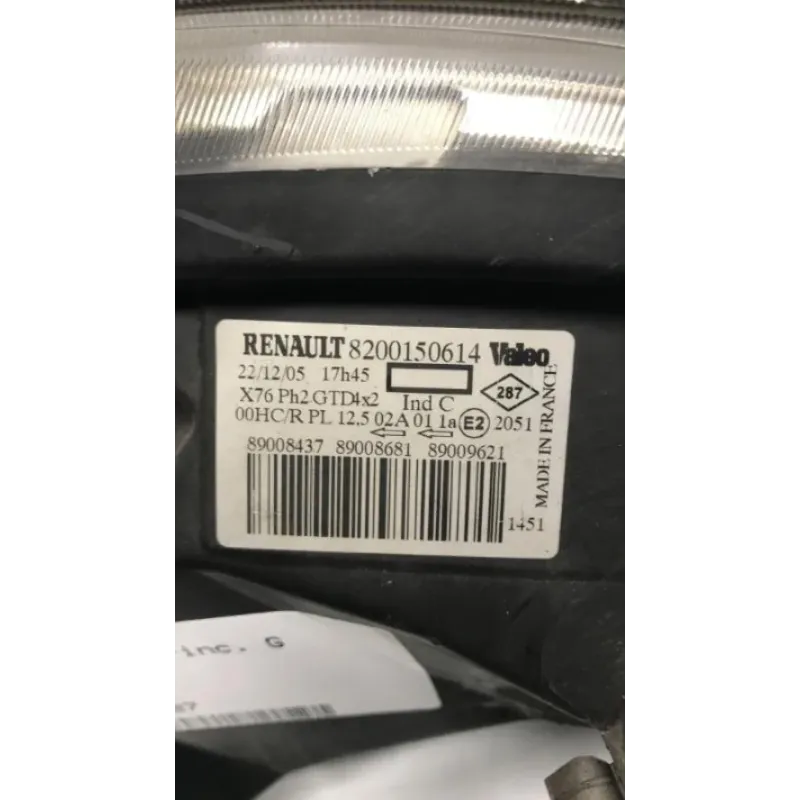 RENAULT 8200150614 Valeo
22/12/05 17h45
X76 Ph2 GTD4x2 Ind C
287
00HC/R PL 12,5 02A 01 1a E2 2051
89008437 89008681 89009621
1451
MADE IN FRANCE
inc. G